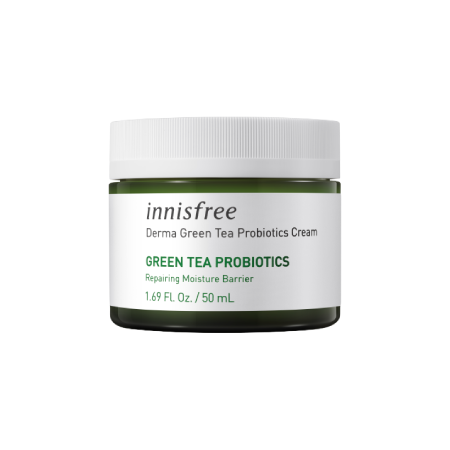 innisfree
Derma Green Tea Probiotics Cream
GREEN TEA PROBIOTICS
Repairing Moisture Barrier
1.69 Fl. Oz. / 50 mL